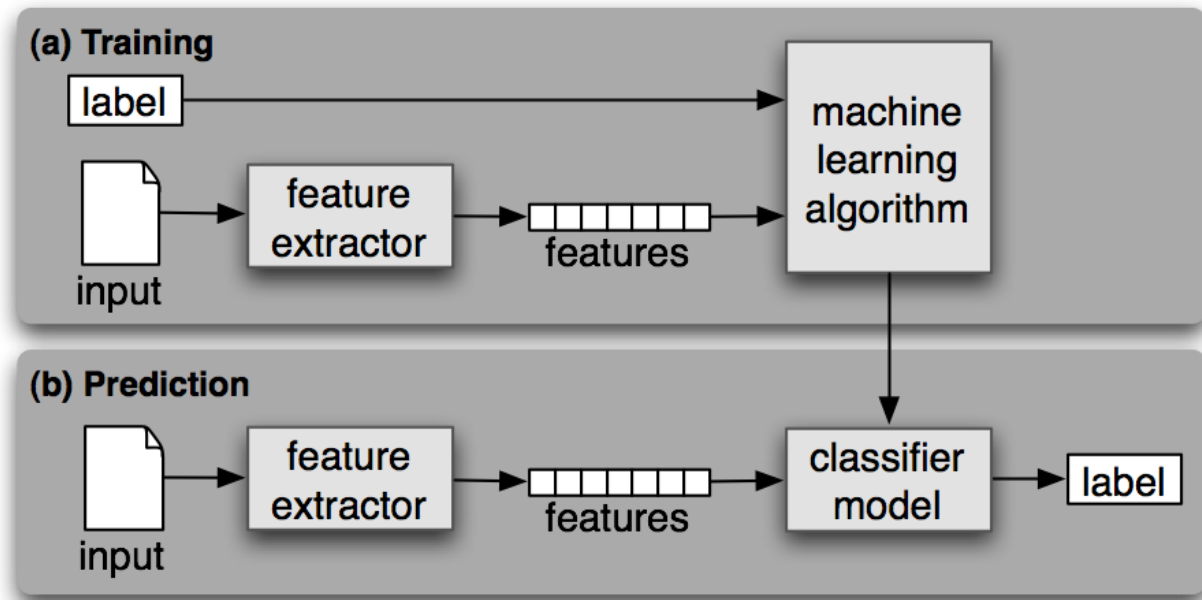 (a) Training
label
machine
learning
algorithm
feature
extractor
features
input
(b) Prediction
feature
extractor
features
input
classifier
model
label